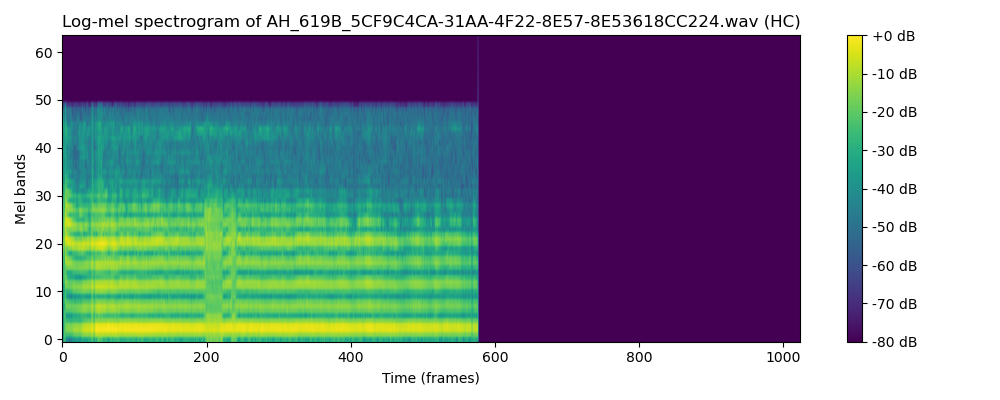 Log-mel spectrogram of AH_619B_5CF9C4CA-31AA-4F22-8E57-8E53618CC224.wav (HC)
60
50
40
30
20
10
0
Mel bands
0 200 400 600 800 1000
Time (frames)
+0 dB
-10 dB
-20 dB
-30 dB
-40 dB
-50 dB
-60 dB
-70 dB
-80 dB